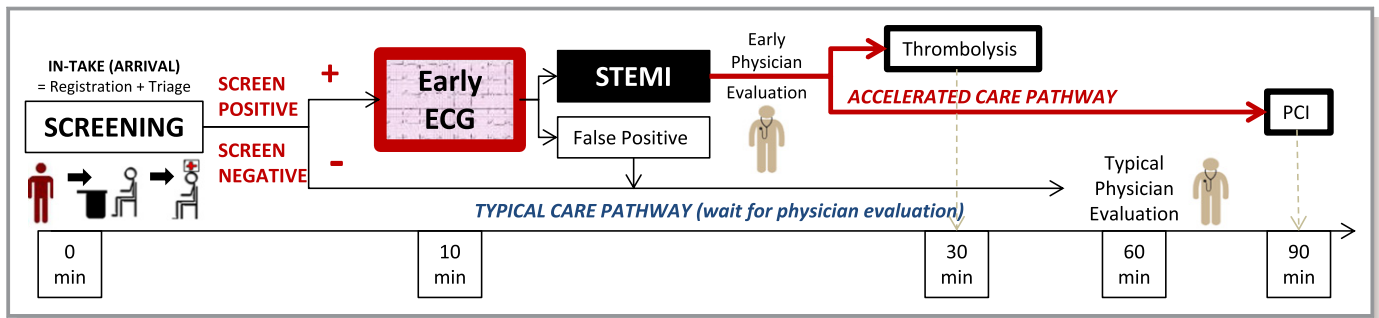 IN-TAKE (ARRIVAL)
= Registration + Triage
SCREENING
SCREEN
POSITIVE
+
SCREEN
NEGATIVE
-
Early
ECG
STEMI
False Positive
Early
Physician
Evaluation
Thrombolysis
ACCELERATED CARE PATHWAY
PCI
Typical
Physician
Evaluation
TYPICAL CARE PATHWAY (wait for physician evaluation)
0
min
10
min
30
min
60
min
90
min